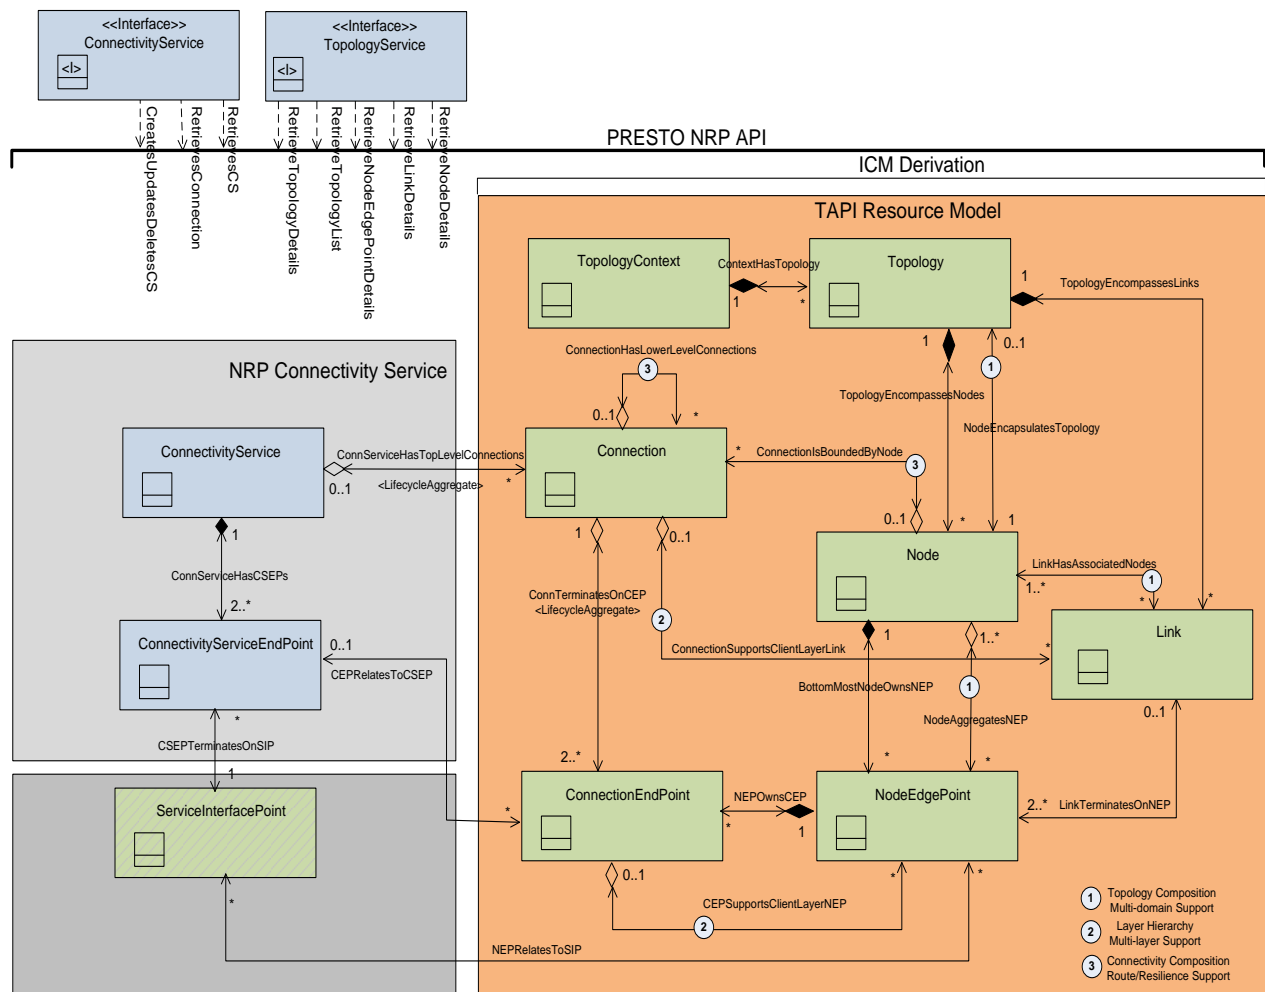 <<Interface>>
ConnectivityService
<I>
<<Interface>>
TopologyService
<I>
CreatesUpdatesDeletesCS
RetrievesConnection
RetrievesCS
RetrieveTopologyDetails
RetrieveTopologyList
RetrieveNodeEdgePointDetails
RetrieveLinkDetails
RetrieveNodeDetails
PRESTO NRP API
ICM Derivation
TAPI Resource Model
TopologyContext
ContextHasTopology
1
*
Topology
1
TopologyEncompassesLinks
1
0..1
1
TopologyEncompassesNodes
NodeEncapsulatesTopology
ConnectionHasLowerLevelConnections
3
0..1
*
NRP Connectivity Service
ConnectivityService
ConnServiceHasTopLevelConnections
0..1
<LifecycleAggregate>
*
Connection
*
ConnectionIsBoundedByNode
3
0..1
*
1
1
ConnServiceHasCSEPs
2..*
1
0..1
ConnTerminatesOnCEP
<LifecycleAggregate>
2
ConnectionSupportsClientLayerLink
*
Node
LinkHasAssociatedNodes
1..*
1
*
*
Link
0..1
ConnectivityServiceEndPoint
0..1
CEPRelatesToCSEP
*
CSEPTerminatesOnSIP
1
1
1..*
BottomMostNodeOwnsNEP
1
NodeAggregatesNEP
*
*
2..*
ServiceInterfacePoint
*
*
ConnectionEndPoint
NEPOwnsCEP
*
1
NodeEdgePoint
2..*
LinkTerminatesOnNEP
0..1
CEPSupportsClientLayerNEP
2
*
*
NEPRelatesToSIP
1
Topology Composition
Multi-domain Support
2
Layer Hierarchy
Multi-layer Support
3
Connectivity Composition
Route/Resilience Support